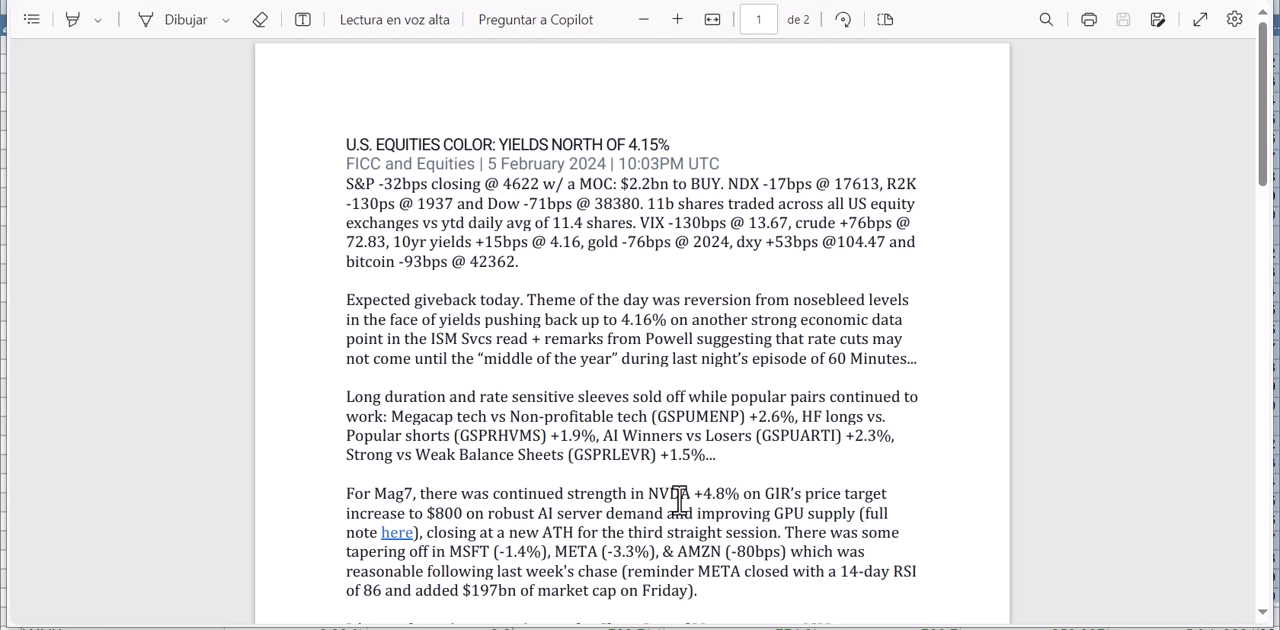 Dibujar Lectura en voz alta Preguntar a Copilot 1 de 2
U.S. EQUITIES COLOR: YIELDS NORTH OF 4.15%
FICC and Equities | 5 February 2024 | 10:03PM UTC
S&P -32bps closing @ 4622 w/ a MOC: $2.2bn to BUY. NDX -17bps @ 17613, R2K
-130ps @ 1937 and Dow -71bps @ 38380. 11b shares traded across all US equity
exchanges vs ytd daily avg of 11.4 shares. VIX -130bps @ 13.67, crude +76bps @
72.83, 10yr yields +15bps @ 4.16, gold -76bps @ 2024, dxy +53bps @104.47 and
bitcoin -93bps @ 42362.
Expected giveback today. Theme of the day was reversion from nosebleed levels
in the face of yields pushing back up to 4.16% on another strong economic data
point in the ISM Svcs read + remarks from Powell suggesting that rate cuts may
not come until the “middle of the year” during last night’s episode of 60 Minutes...
Long duration and rate sensitive sleeves sold off while popular pairs continued to
work: Megacap tech vs Non-profitable tech (GSPUMENP) +2.6%, HF longs vs.
Popular shorts (GSPRHVMS) +1.9%, AI Winners vs Losers (GSPUARTI) +2.3%,
Strong vs Weak Balance Sheets (GSPRLEVR) +1.5%...
For Mag7, there was continued strength in NVDA +4.8% on GIR’s price target
increase to $800 on robust AI server demand and improving GPU supply (full
note here), closing at a new ATH for the third straight session. There was some
tapering off in MSFT (-1.4%), META (-3.3%), & AMZN (-80bps) which was
reasonable following last week's chase (reminder META closed with a 14-day RSI
of 86 and added $197bn of market cap on Friday).